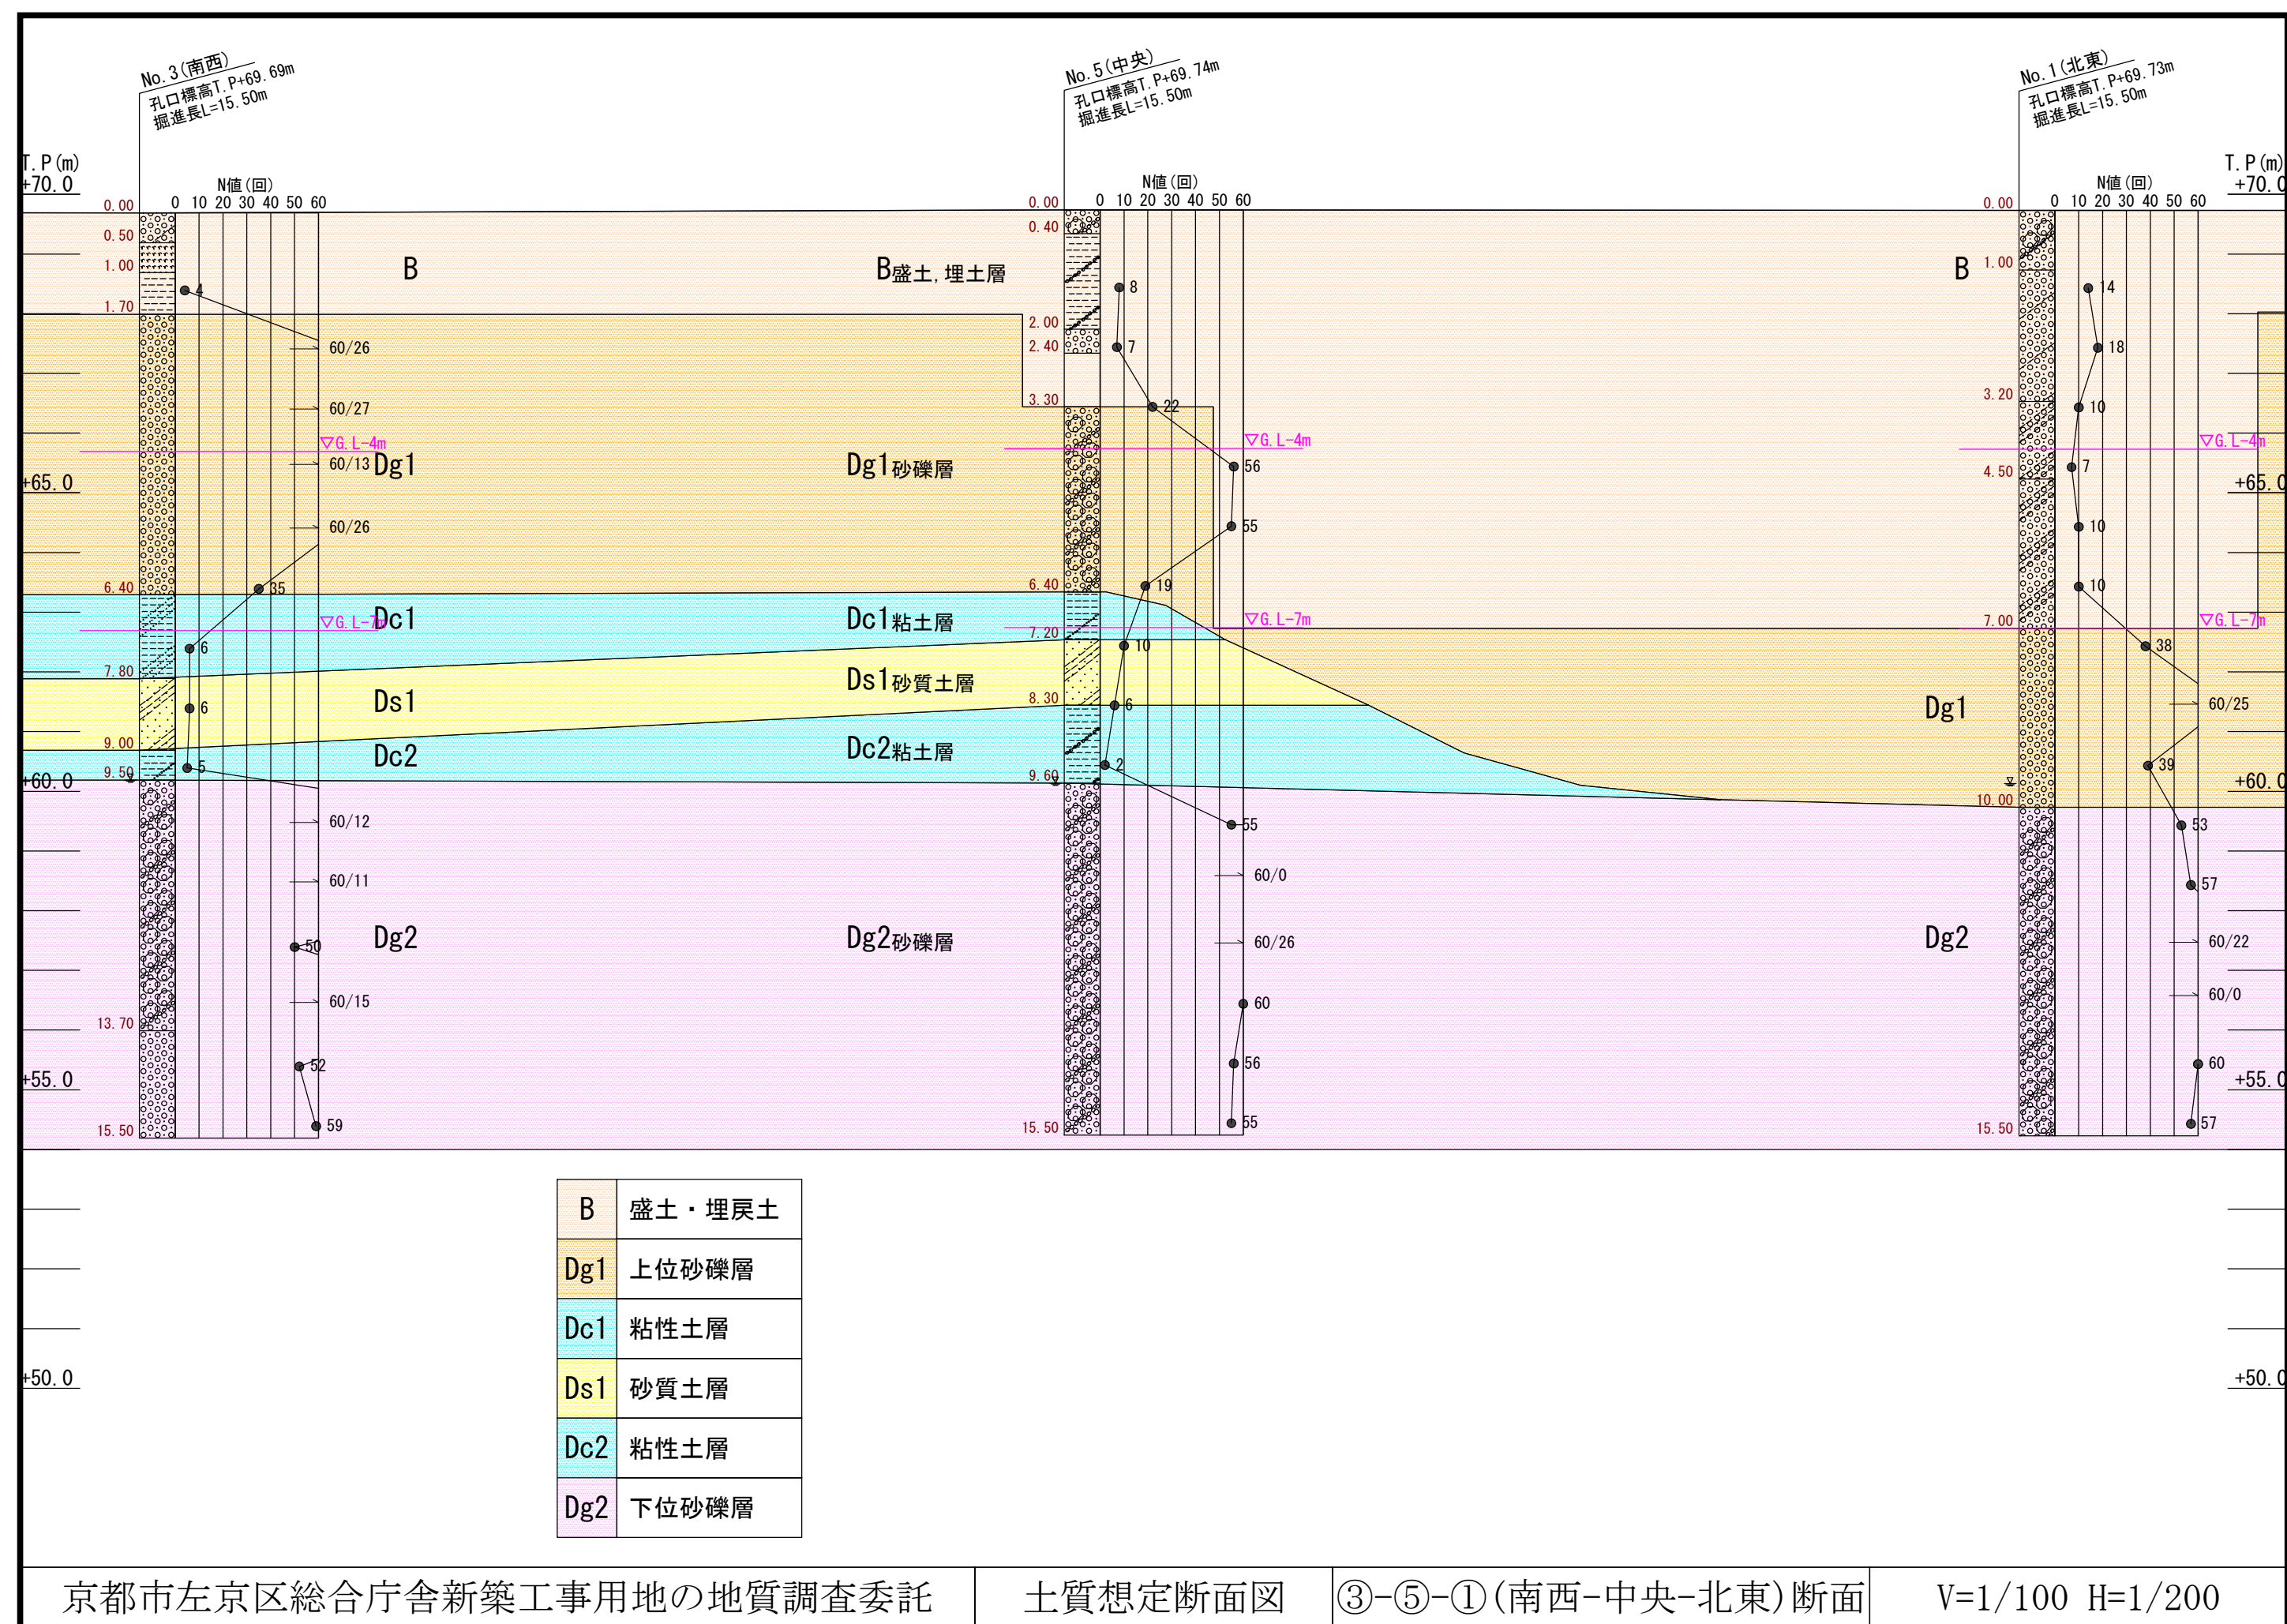 No.3(南西)
孔口標高T.P+69.69m
掘進長L=15.50m
No.5(中央)
孔口標高T.P+69.74m
掘進長L=15.50m
No.1(北東)
孔口標高T.P+69.73m
掘進長L=15.50m
T.P(m)
+70.0
+65.0
+60.0
+55.0
+50.0
N値(回)
0 10 20 30 40 50 60
0.00
0.50
1.00
1.70
6.40
7.80
9.00
9.50
13.70
15.50
4
60/26
60/27
▽G.L-4m
60/13
60/26
35
▽G.L-7m
6
6
5
60/12
60/11
50
60/15
52
59
B
Dg1
Dc1
Ds1
Dc2
Dg2
B盛土,埋土層
Dg1砂礫層
Dc1粘土層
Ds1砂質土層
Dc2粘土層
Dg2砂礫層
N値(回)
0 10 20 30 40 50 60
0.00
0.40
2.00
2.40
3.30
6.40
7.20
8.30
9.60
15.50
8
7
22
▽G.L-4m
56
55
19
▽G.L-7m
10
6
2
55
60/0
60/26
60
56
55
B
Dg1
Dg2
N値(回)
0 10 20 30 40 50 60
0.00
1.00
3.20
4.50
7.00
10.00
15.50
14
18
10
▽G.L-4m
7
10
10
▽G.L-7m
38
60/25
39
53
57
60/22
60/0
60
57
T.P(m)
+70.0
+65.0
+60.0
+55.0
+50.0
B 盛土・埋戻土
Dg1 上位砂礫層
Dc1 粘性土層
Ds1 砂質土層
Dc2 粘性土層
Dg2 下位砂礫層
京都市左京区総合庁舎新築工事用地の地質調査委託 土質想定断面図 ③-⑤-①(南西-中央-北東)断面 V=1/100 H=1/200